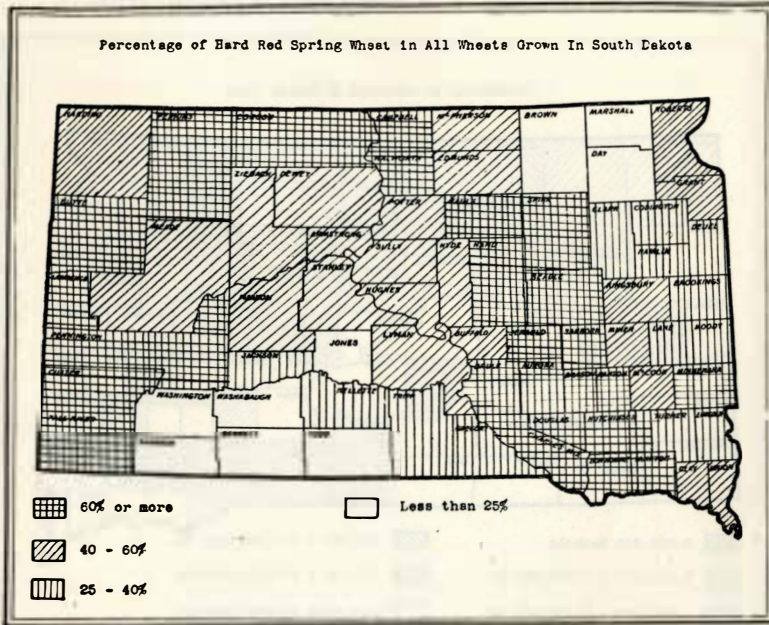 Percentage of Hard Red Spring Wheat in All Wheats Grown In South Dakota
HARDING
PERKINS
CORSON
CAMPBELL
McPHERSON
BROWN
MARSHALL
ROBERTS
WALWORTH
EDMUNDS
DAY
GRANT
BUTTE
ZIEBACH
DEWEY
POTTER
FAULK
SPINK
CLARK
CODINGTON
DEUEL
HAMLIN
MEADE
ARMSTRONG
SULLY
HYDE
HAND
BEADLE
KINGSBURY
BROOKINGS
LAWRENCE
STANLEY
HUGHES
PENNINGTON
JONES
LYMAN
BUFFALO
JERAULD
SANBORN
MINER
LAKE
MOODY
CUSTER
JACKSON
BRULE
AURORA
DAVISON
HANSON
McCOOK
MINNEHAHA
WASHINGTON
WASHABAUGH
MELLETTE
TRIPP
GREGORY
DOUGLAS
HUTCHINSON
TURNER
LINCOLN
FALL RIVER
BENNETT
TODD
CHARLES MIX
BON HOMME
YANKTON
CLAY
UNION
60% or more
Less than 25%
40 - 60%
25 - 40%